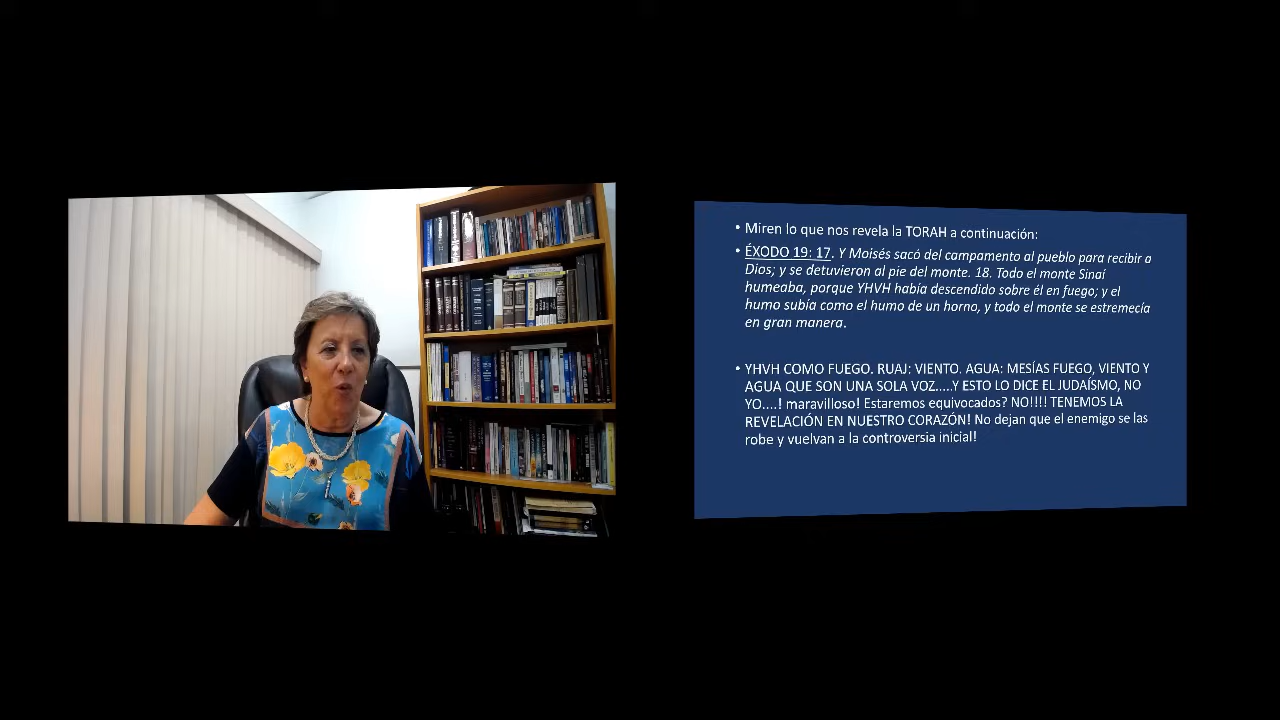 • Miren lo que nos revela la TORAH a continuación:
• ÉXODO 19: 17. Y Moisés sacó del campamento al pueblo para recibir a
Dios; y se detuvieron al pie del monte. 18. Todo el monte Sinaí
humeaba, porque YHVH había descendido sobre él en fuego; y el
humo subía como el humo de un horno, y todo el monte se estremecía
en gran manera.
• YHVH COMO FUEGO. RUAJ: VIENTO. AGUA: MESÍAS FUEGO, VIENTO Y
AGUA QUE SON UNA SOLA VOZ.....Y ESTO LO DICE EL JUDAÍSMO, NO
YO....! maravilloso! Estaremos equivocados? NO!!!! TENEMOS LA
REVELACIÓN EN NUESTRO CORAZÓN! No dejan que el enemigo se las
robe y vuelvan a la controversia inicial!